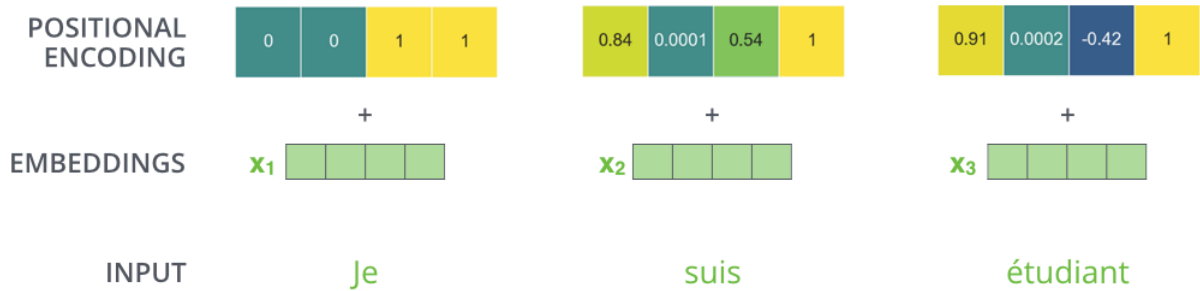 POSITIONAL ENCODING
0 0 1 1
0.84 0.0001 0.54 1
0.91 0.0002 -0.42 1
+ + +
EMBEDDINGS x1 x2 x3
INPUT Je suis étudiant